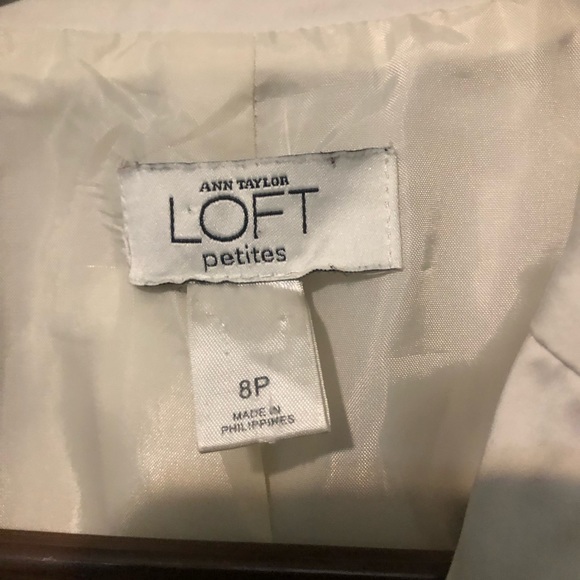 ANN TAYLOR
LOFT
petites
8P
MADE IN
PHILIPPINES